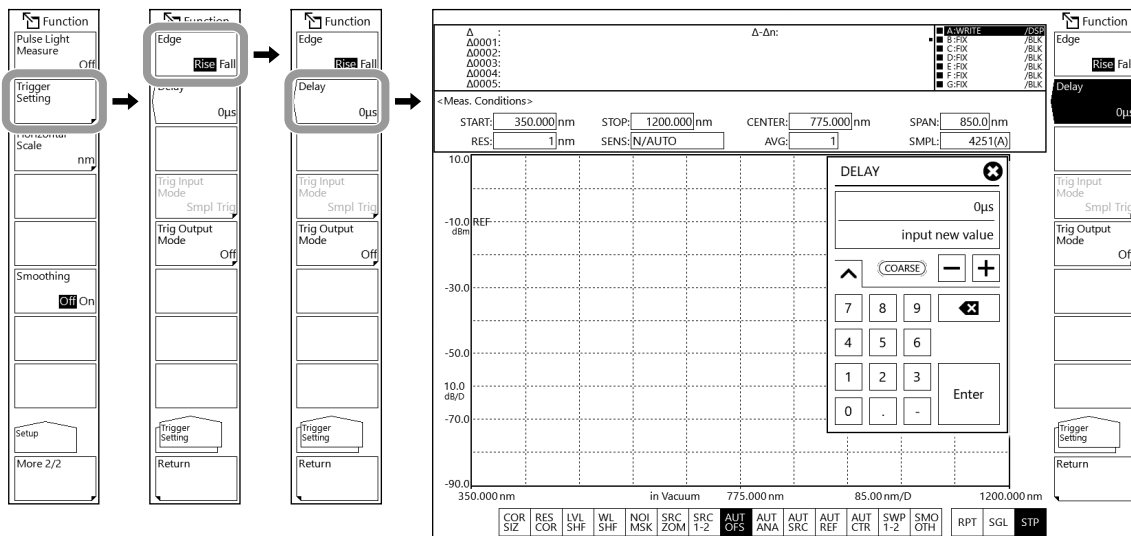 Function
Pulse Light
Measure
Off
Trigger
Setting
Horizontal
Scale
nm
Smoothing
Off On
Setup
More 2/2
Function
Edge
Rise Fall
Delay
0µs
Trig Input
Mode
Smpl Trig
Trig Output
Mode
Off
Trigger
Setting
Return
Function
Edge
Rise Fall
Delay
0µs
Trig Input
Mode
Smpl Trig
Trig Output
Mode
Off
Trigger
Setting
Return
Δ :
Δ0001:
Δ0002:
Δ0003:
Δ0004:
Δ0005:
Δ-Δn:
A:WRITE /DSP
B:FIX /BLK
C:FIX /BLK
D:FIX /BLK
E:FIX /BLK
F:FIX /BLK
G:FIX /BLK
<Meas. Conditions>
START: 350.000 nm STOP: 1200.000 nm CENTER: 775.000 nm SPAN: 850.0 nm
RES: 1 nm SENS: N/AUTO AVG: 1 SMPL: 4251(A)
10.0
-10.0 REF
dBm
-30.0
-50.0
10.0
dB/D
-70.0
-90.0
350.000 nm in Vacuum 775.000 nm 85.00 nm/D 1200.000 nm
DELAY
0µs
input new value
COARSE
7 8 9
4 5 6
1 2 3
Enter
0 . -
COR SIZ
RES COR
LVL SHF
WL SHF
NOI MSK
SRC ZOM
SRC 1-2
AUT OFS
AUT ANA
AUT SRC
AUT REF
AUT CTR
SWP 1-2
SMO OTH
RPT
SGL
STP
Function
Edge
Rise Fal
Delay
0µs
Trig Input
Mode
Smpl Trig
Trig Output
Mode
Of
Trigger
Setting
Return